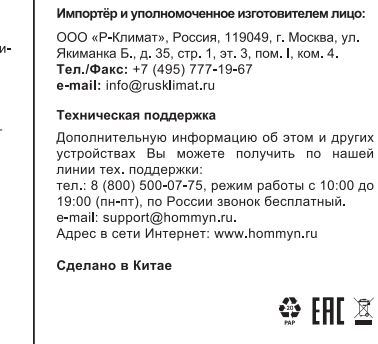 и-
Импортёр и уполномоченное изготовителем лицо:
ООО «Р-Климат», Россия, 119049, г. Москва, ул.
Якиманка Б., д. 35, стр. 1, эт. 3, пом. I, ком. 4.
Тел./Факс: +7 (495) 777-19-67
e-mail: info@rusklimat.ru
Техническая поддержка
Дополнительную информацию об этом и других
устройствах Вы можете получить по нашей
линии тех. поддержки:
тел.: 8 (800) 500-07-75, режим работы с 10:00 до
19:00 (пн-пт), по России звонок бесплатный.
e-mail: support@hommyn.ru.
Адрес в сети Интернет: www.hommyn.ru
Сделано в Китае
20
PAP
EAC